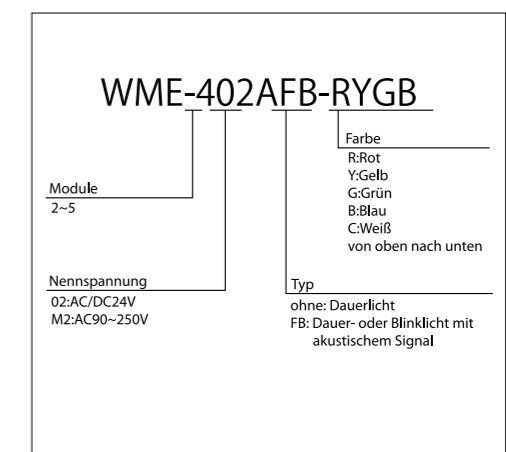 WME-402AFB-RYGB
Farbe
R:Rot
Y:Gelb
G:Grün
B:Blau
C:Weiß
von oben nach unten
Module
2~5
Nennspannung
02:AC/DC24V
M2:AC90~250V
Typ
ohne: Dauerlicht
FB: Dauer- oder Blinklicht mit
akustischem Signal